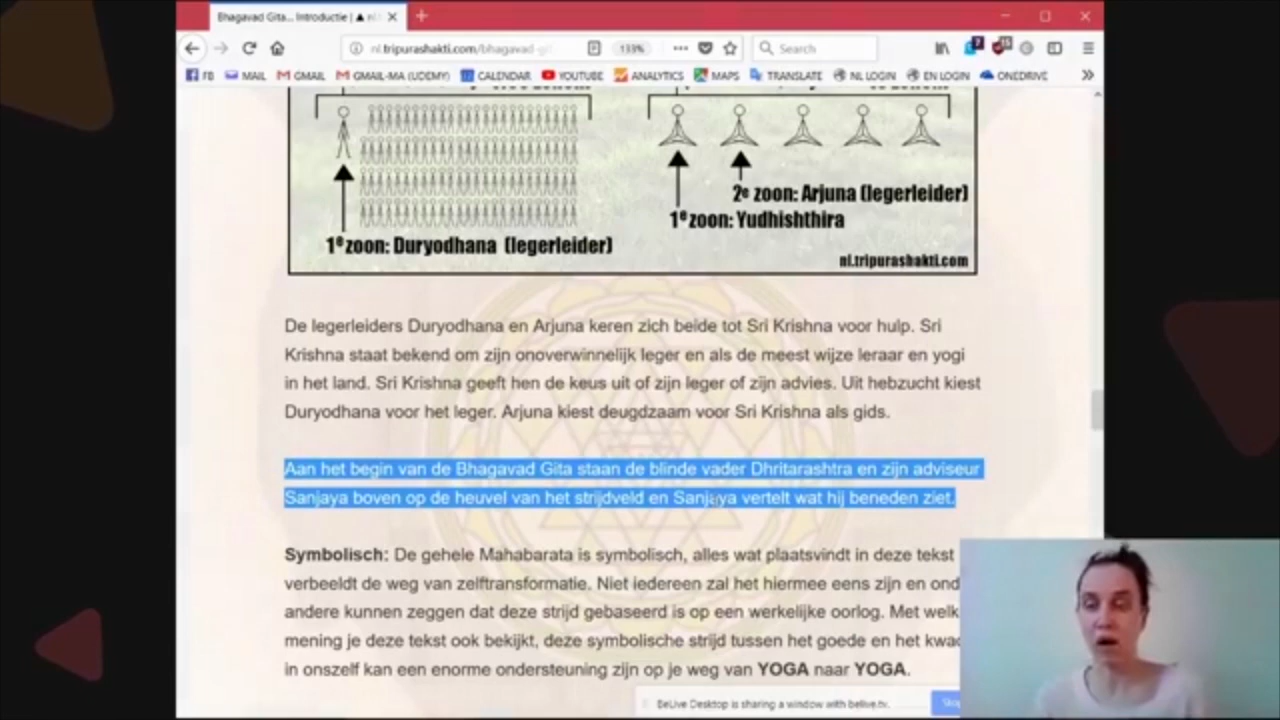 Bhagavad Gita... Introductie | ▲ nl
nl.tripurashakti.com/bhagavad-gi
133%
Search
FB MAIL GMAIL GMAIL-MA (UDEMY) CALENDAR YOUTUBE ANALYTICS MAPS TRANSLATE NL LOGIN EN LOGIN ONEDRIVE
2e zoon: Arjuna (legerleider)
1e zoon: Yudhishthira
1e zoon: Duryodhana (legerleider)
nl.tripurashakti.com
De legerleiders Duryodhana en Arjuna keren zich beide tot Sri Krishna voor hulp. Sri
Krishna staat bekend om zijn onoverwinnelijk leger en als de meest wijze leraar en yogi
in het land. Sri Krishna geeft hen de keus uit of zijn leger of zijn advies. Uit hebzucht kiest
Duryodhana voor het leger. Arjuna kiest deugdzaam voor Sri Krishna als gids.
Aan het begin van de Bhagavad Gita staan de blinde vader Dhritarashtra en zijn adviseur
Sanjaya boven op de heuvel van het strijdveld en Sanjaya vertelt wat hij beneden ziet.
Symbolisch: De gehele Mahabarata is symbolisch, alles wat plaatsvindt in deze tekst
verbeeldt de weg van zelftransformatie. Niet iedereen zal het hiermee eens zijn en ond
andere kunnen zeggen dat deze strijd gebaseerd is op een werkelijke oorlog. Met welk
mening je deze tekst ook bekijkt, deze symbolische strijd tussen het goede en het kwa
in onszelf kan een enorme ondersteuning zijn op je weg van YOGA naar YOGA.
BeLive Desktop is sharing a window with belive.tv.